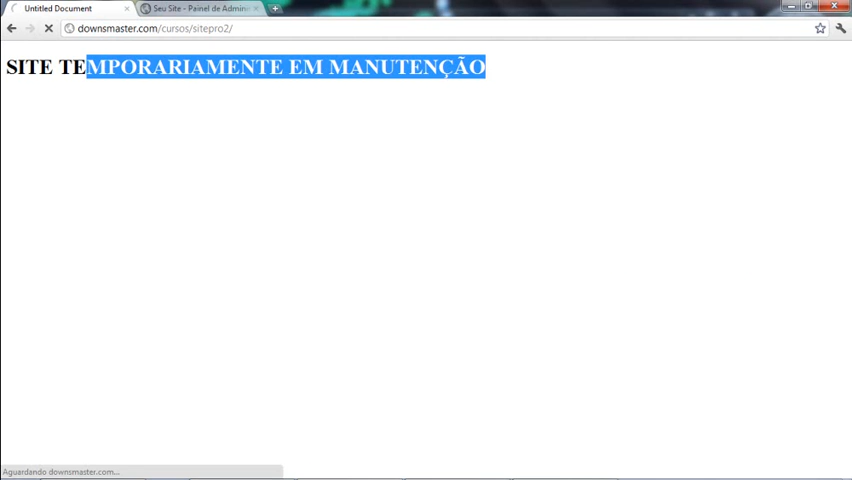 Untitled Document
Seu Site - Painel de Admini
downsmaster.com/cursos/sitepro2/
SITE TEMPORARIAMENTE EM MANUTENÇÃO
Aguardando downsmaster.com...